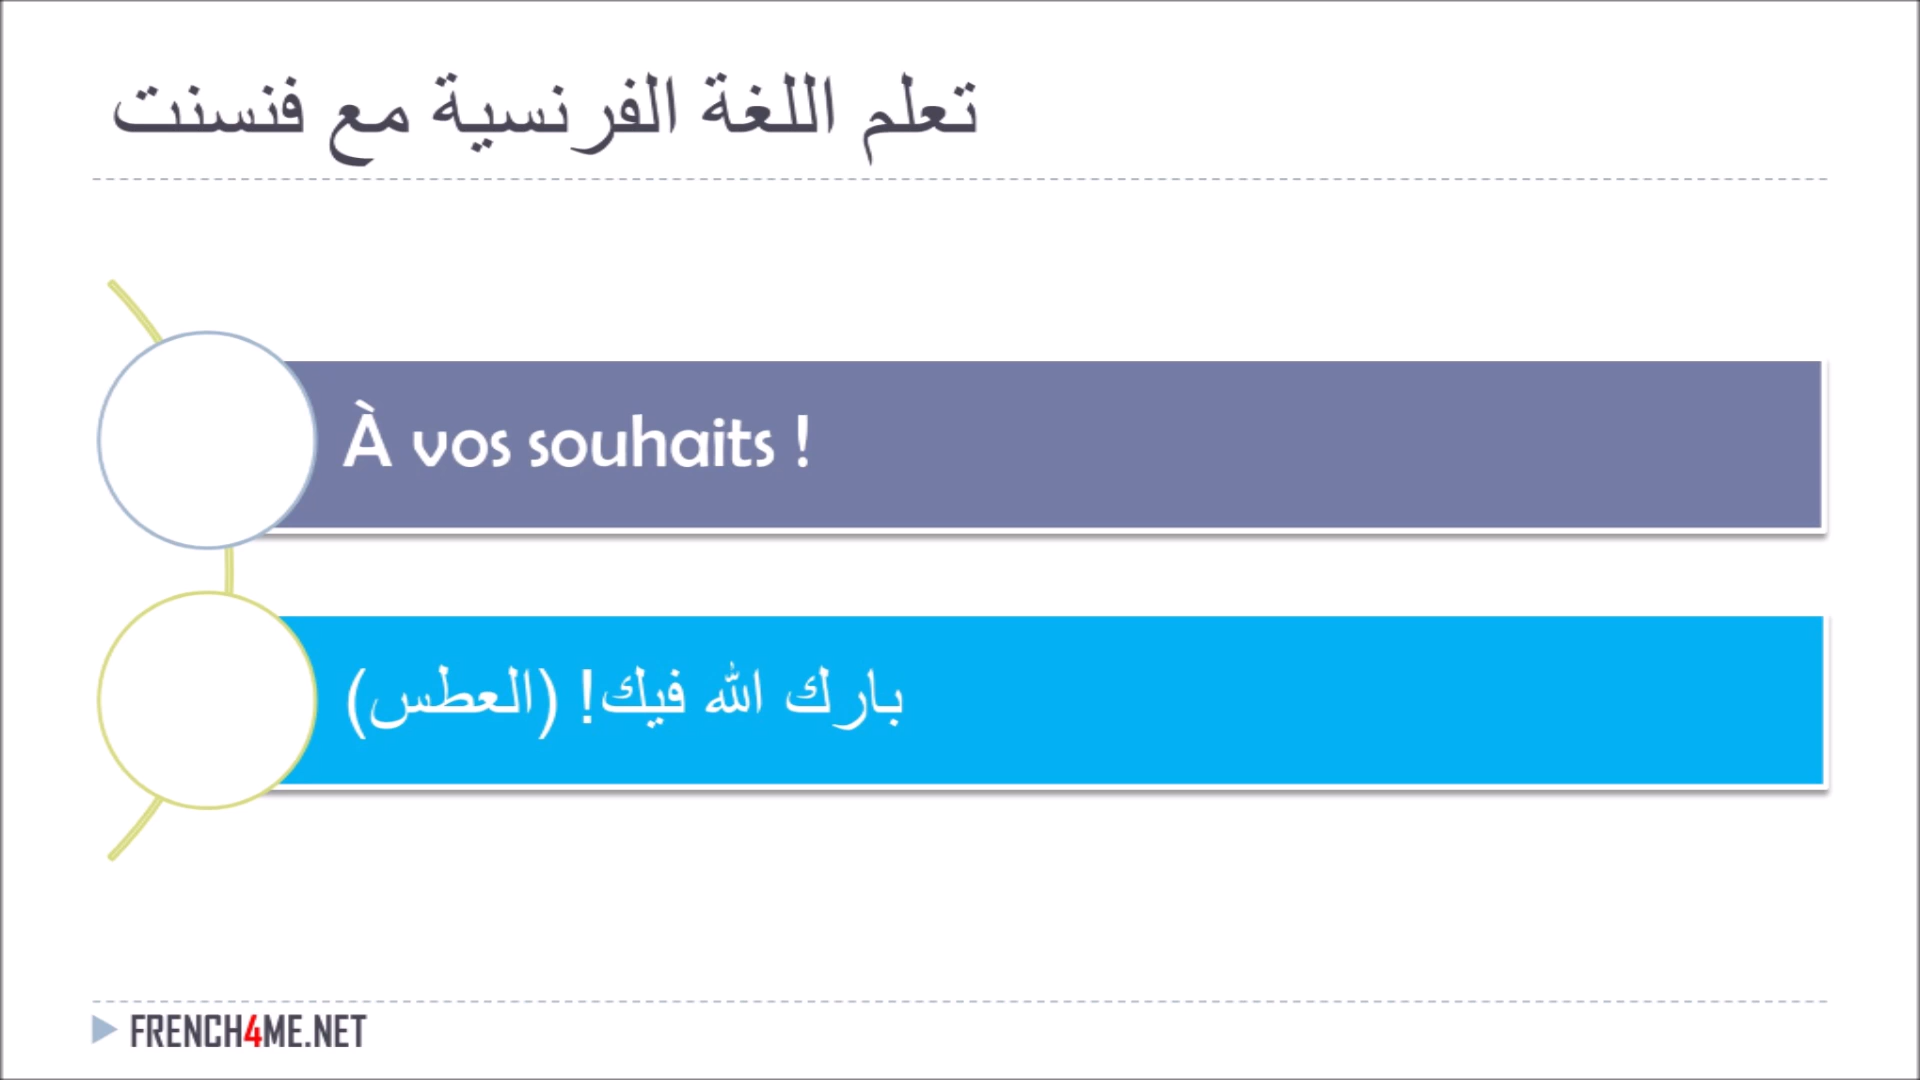 تعلم اللغة الفرنسية مع فنسنت
À vos souhaits !
بارك الله فيك! (العطس)
FRENCH4ME.NET